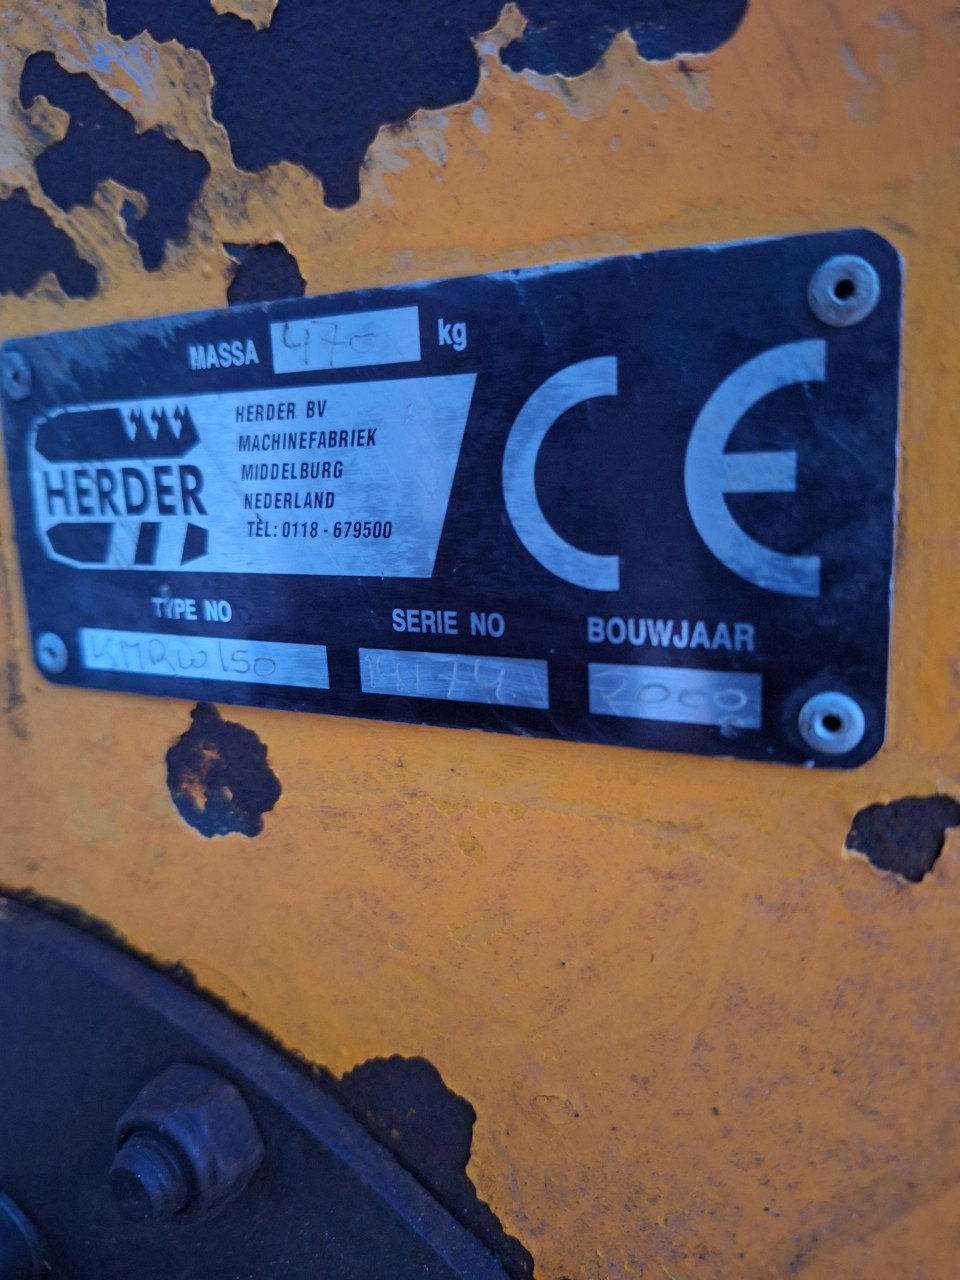 MASSA 470 kg
HERDER
HERDER BV
MACHINEFABRIEK
MIDDELBURG
NEDERLAND
TEL: 0118 - 679500
CE
TYPE NO SERIE NO BOUWJAAR
KMRW150 14174 2000